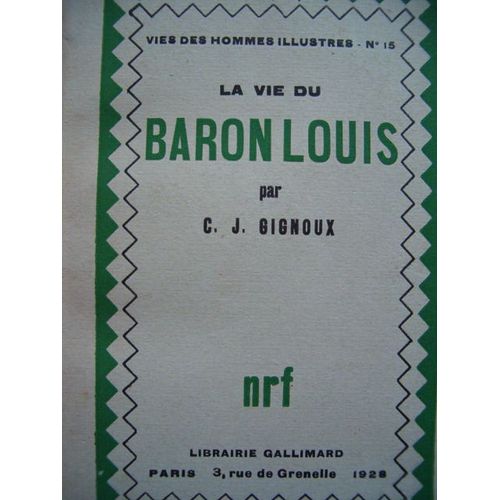 VIES DES HOMMES ILLUSTRES - N° 15
LA VIE DU
BARON LOUIS
par
C. J. GIGNOUX
nrf
LIBRAIRIE GALLIMARD
PARIS 3, rue de Grenelle 1928